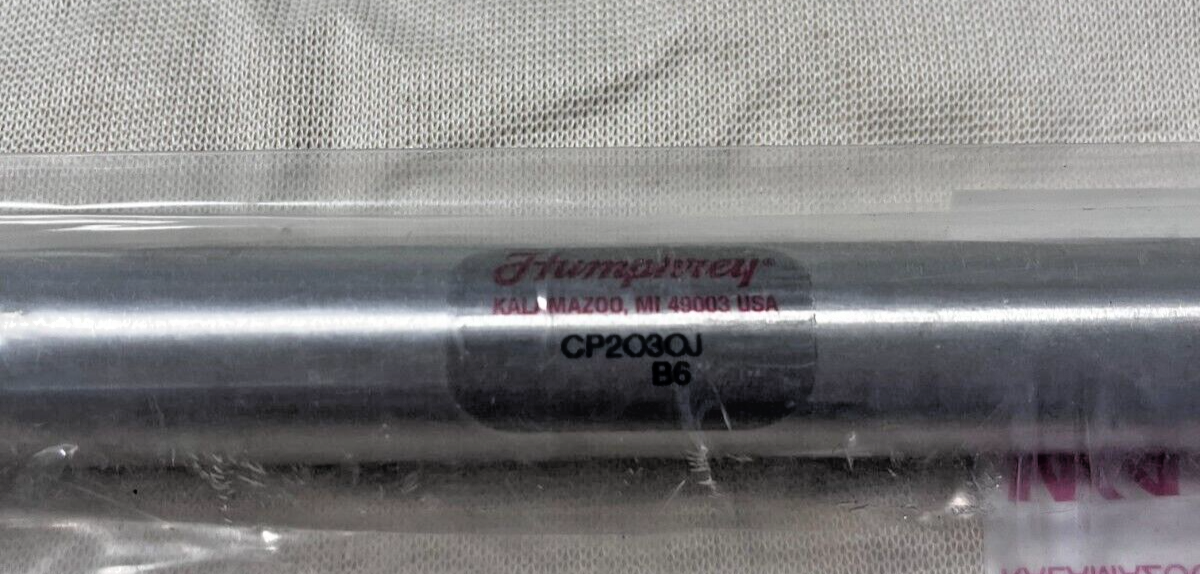 Humphrey®
KALAMAZOO, MI 49003 USA
CP2030J
B6